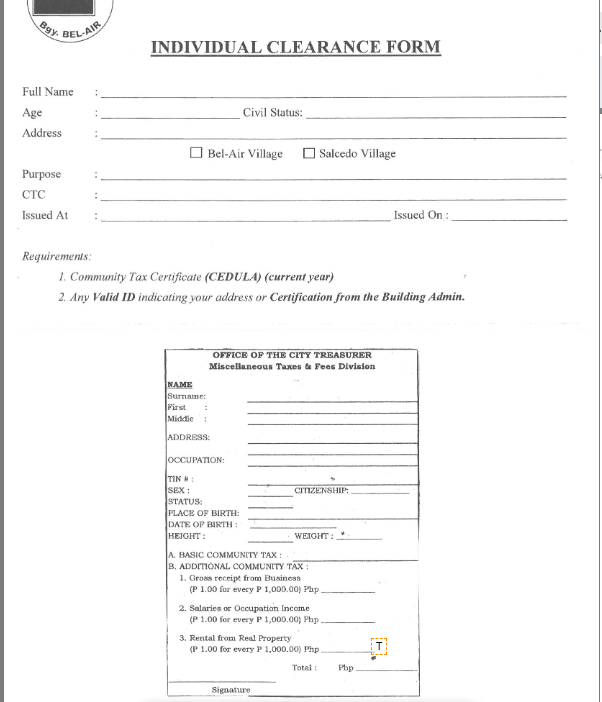 Bgy. BEL-AIR
INDIVIDUAL CLEARANCE FORM
Full Name :
Age : Civil Status:
Address :
Bel-Air Village Salcedo Village
Purpose :
CTC :
Issued At : Issued On :
Requirements:
1. Community Tax Certificate (CEDULA) (current year)
2. Any Valid ID indicating your address or Certification from the Building Admin.
OFFICE OF THE CITY TREASURER
Miscellaneous Taxes & Fees Division
NAME
Surname:
First :
Middle :
ADDRESS:
OCCUPATION:
TIN # :
SEX : CITIZENSHIP:
STATUS:
PLACE OF BIRTH:
DATE OF BIRTH :
HEIGHT : WEIGHT :
A. BASIC COMMUNITY TAX :
B. ADDITIONAL COMMUNITY TAX :
1. Gross receipt from Business
(P 1.00 for every P 1,000.00) Php
2. Salaries or Occupation Income
(P 1.00 for every P 1,000.00) Php
3. Rental from Real Property
(P 1.00 for every P 1,000.00) Php T
Total : Php
Signature